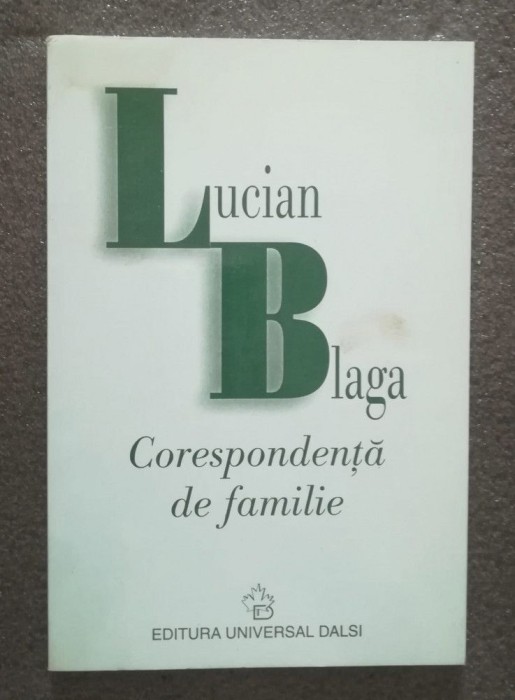 Lucian
Blaga
Corespondență
de familie
EDITURA UNIVERSAL DALSI